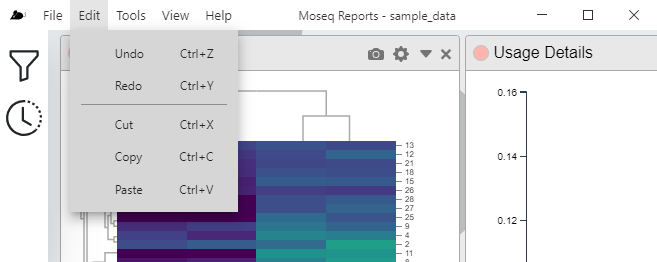 File Edit Tools View Help Moseq Reports - sample_data
Undo Ctrl+Z
Redo Ctrl+Y
Cut Ctrl+X
Copy Ctrl+C
Paste Ctrl+V
13
12
21
18
15
26
28
27
25
9
4
2
11
Usage Details
0.16
0.14
0.12